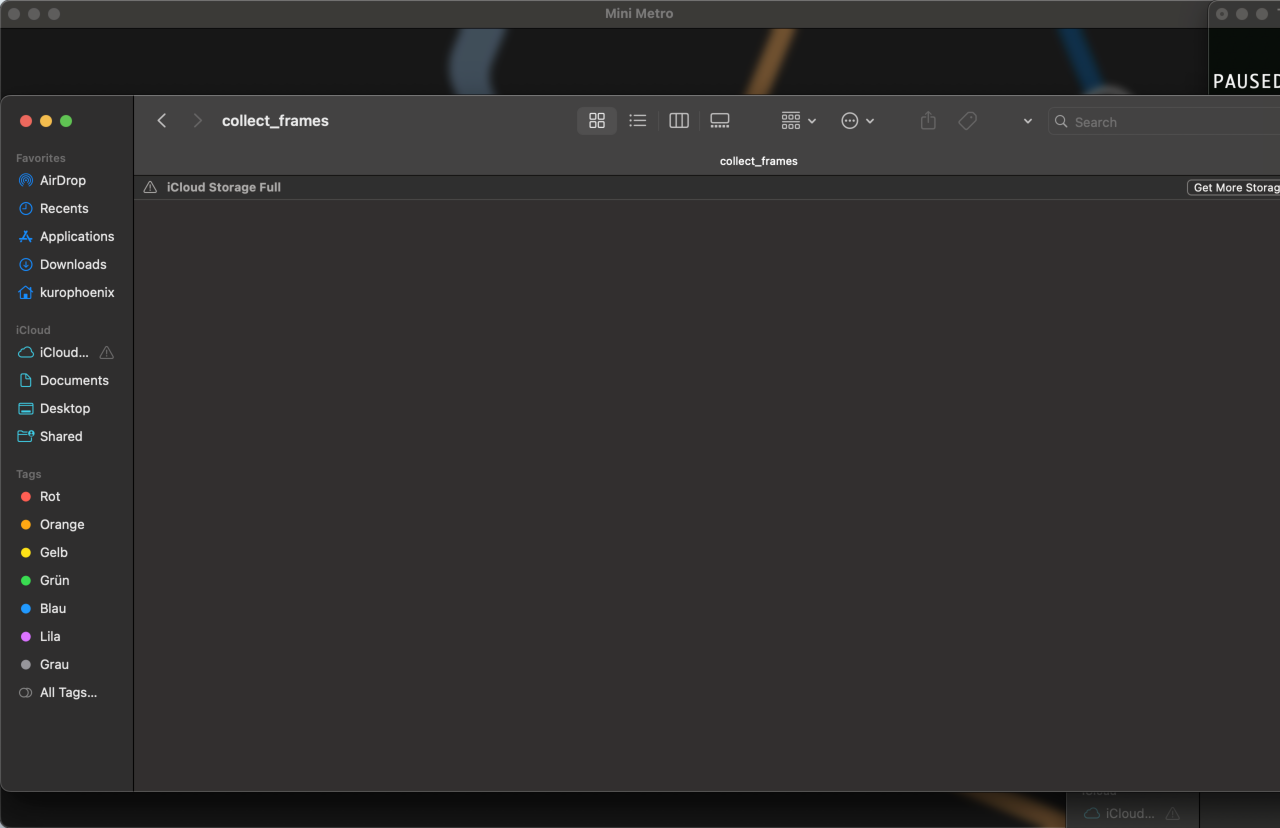 Mini Metro
PAUSED
collect_frames
Search
collect_frames
iCloud Storage Full
Get More Storag
Favorites
AirDrop
Recents
Applications
Downloads
kurophoenix
iCloud
iCloud...
Documents
Desktop
Shared
Tags
Rot
Orange
Gelb
Grün
Blau
Lila
Grau
All Tags...
iCloud...